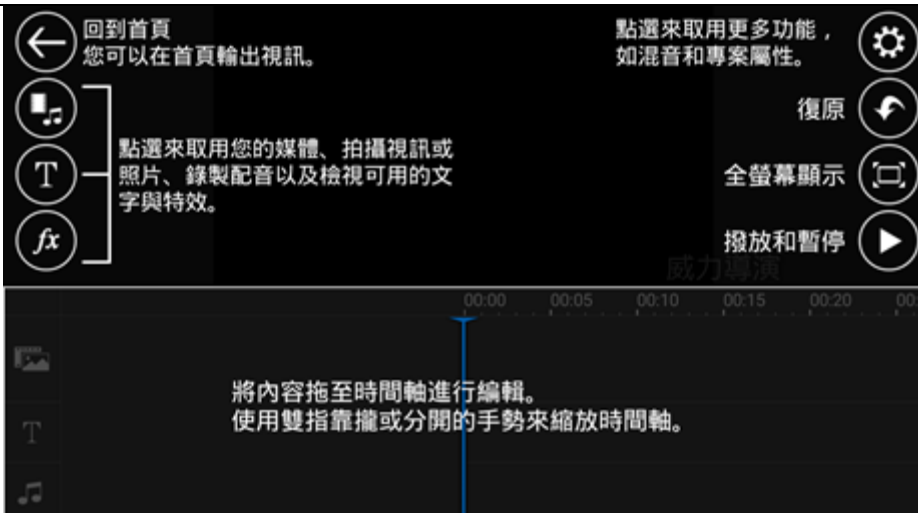 回到首頁
您可以在首頁輸出視訊。
點選來取用更多功能，
如混音和專案屬性。
復原
點選來取用您的媒體、拍攝視訊或
照片、錄製配音以及檢視可用的文
字與特效。
T
全螢幕顯示
fx
撥放和暫停
威力導演
00:00 00:05 00:10 00:15 00:20 00:
將內容拖至時間軸進行編輯。
使用雙指靠攏或分開的手勢來縮放時間軸。
T